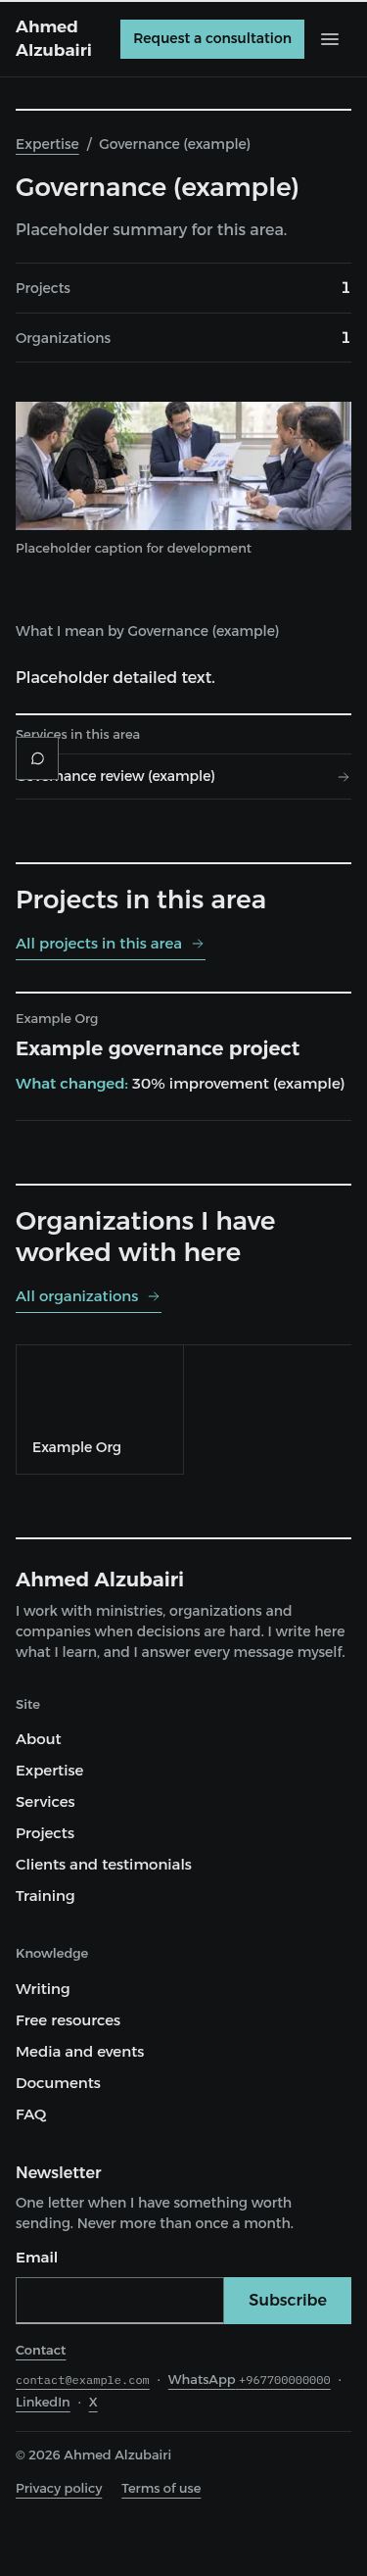 Ahmed
Alzubairi
Request a consultation
Expertise / Governance (example)
Governance (example)
Placeholder summary for this area.
Projects 1
Organizations 1
Placeholder caption for development
What I mean by Governance (example)
Placeholder detailed text.
Services in this area
Governance review (example)
Projects in this area
All projects in this area
Example Org
Example governance project
What changed: 30% improvement (example)
Organizations I have
worked with here
All organizations
Example Org
Ahmed Alzubairi
I work with ministries, organizations and
companies when decisions are hard. I write here
what I learn, and I answer every message myself.
Site
About
Expertise
Services
Projects
Clients and testimonials
Training
Knowledge
Writing
Free resources
Media and events
Documents
FAQ
Newsletter
One letter when I have something worth
sending. Never more than once a month.
Email
Subscribe
Contact
contact@example.com · WhatsApp +967700000000 ·
LinkedIn · X
© 2026 Ahmed Alzubairi
Privacy policy Terms of use